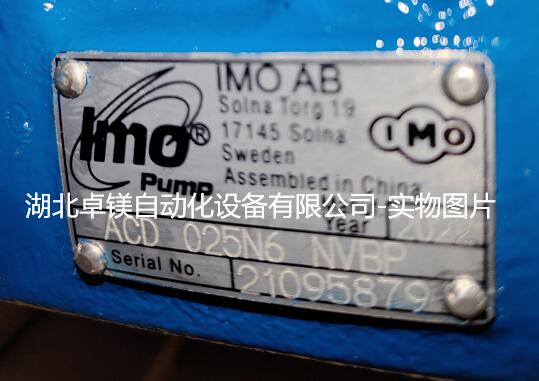 IMO AB
Solna Torg 19
17145 Solna
Sweden
Assembled in China
Imo®
Pump
IMO
湖北卓镁自动化设备有限公司-实物图片
Year 2022
ACD 025N6 NVBP
Serial No. 21095879